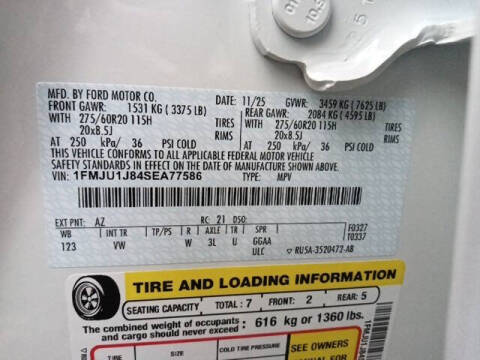 MFD. BY FORD MOTOR CO.
DATE: 11/25 GVWR: 3459 KG (7625 LB)
FRONT GAWR: 1531 KG (3375 LB) REAR GAWR: 2084 KG (4595 LB)
WITH 275/60R20 115H TIRES WITH 275/60R20 115H TIRES
20x8.5J RIMS 20x8.5J RIMS
AT 250 kPa/ 36 PSI COLD AT 250 kPa/ 36 PSI COLD
THIS VEHICLE CONFORMS TO ALL APPLICABLE FEDERAL MOTOR VEHICLE
SAFETY STANDARDS IN EFFECT ON THE DATE OF MANUFACTURE SHOWN ABOVE.
VIN: 1FMJU1J84SEA77586 TYPE: MPV
EXT PNT: AZ RC: 21 DSO:
WB INT TR TP/PS R AXLE TR SPR F0327
123 VW W 3L U GGAA T0337
ULC RU5A-3520472-AB
TIRE AND LOADING INFORMATION
SEATING CAPACITY TOTAL: 7 FRONT: 2 REAR: 5
The combined weight of occupants
and cargo should never exceed: 616 kg or 1360 lbs.
SIZE COLD TIRE PRESSURE SEE OWNERS